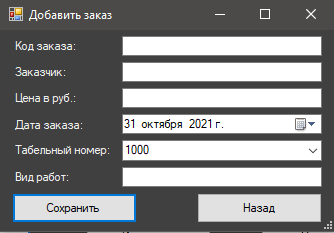 Добавить заказ
Код заказа:
Заказчик:
Цена в руб.:
Дата заказа: 31 октября 2021 г.
Табельный номер: 1000
Вид работ:
Сохранить Назад